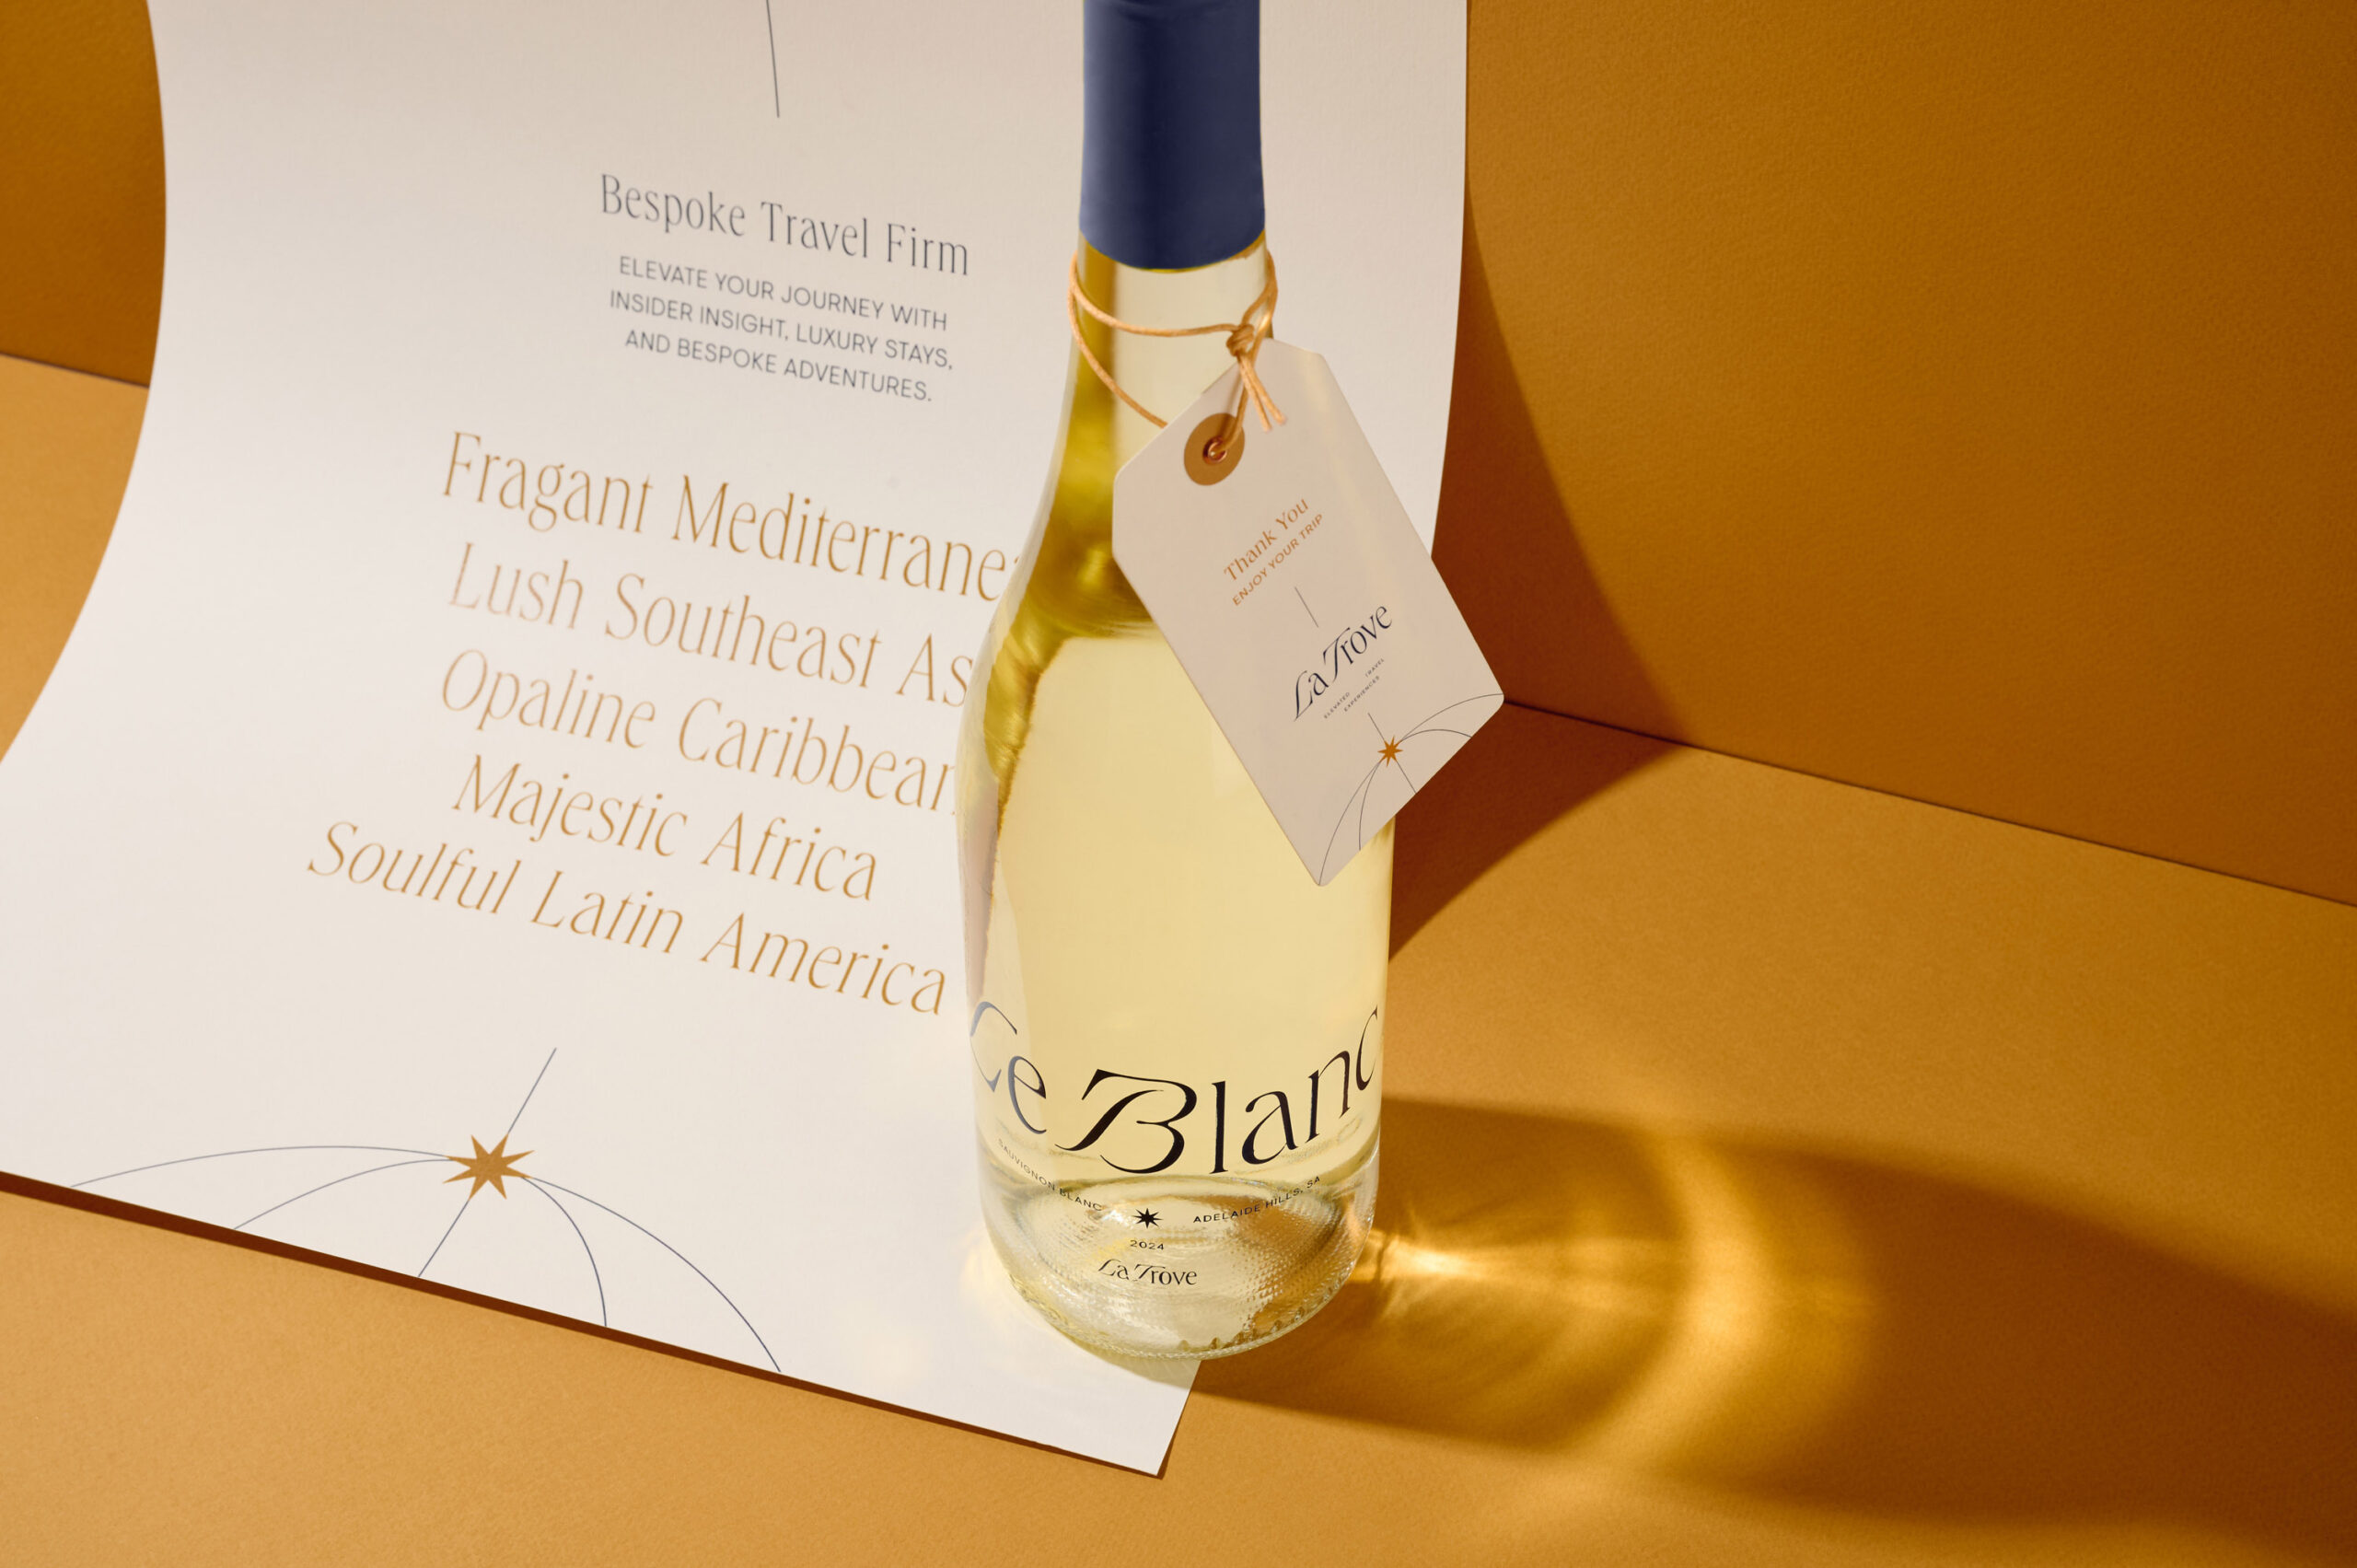 Bespoke Travel Firm
ELEVATE YOUR JOURNEY WITH
INSIDER INSIGHT, LUXURY STAYS,
AND BESPOKE ADVENTURES.
Fragant Mediterranea
Lush Southeast As
Opaline Caribbean
Majestic Africa
Soulful Latin America
Thank You
ENJOY YOUR TRIP
La Trove
ELEVATED TRAVEL
EXPERIENCES
Ce Blanc
SAUVIGNON BLANC ADELAIDE HILLS, SA
2024
La Trove